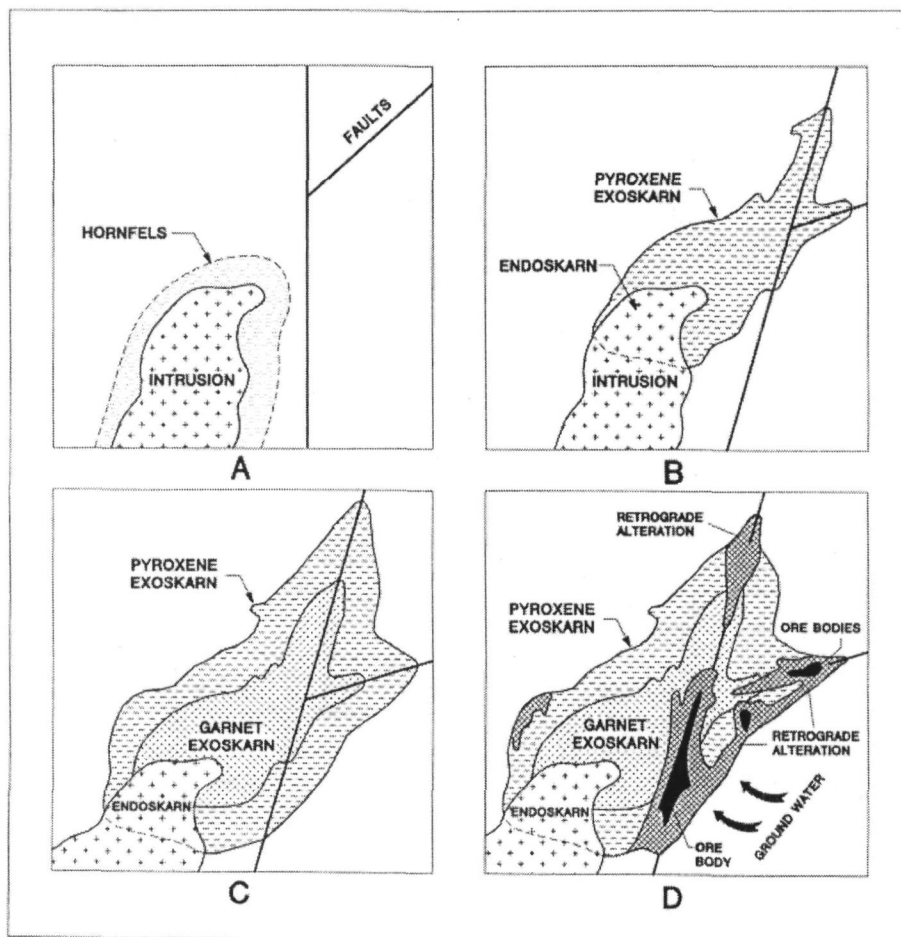 FAULTS
HORNFELS
INTRUSION
A
PYROXENE
EXOSKARN
ENDOSKARN
INTRUSION
B
PYROXENE
EXOSKARN
GARNET
EXOSKARN
ENDOSKARN
C
RETROGRADE
ALTERATION
PYROXENE
EXOSKARN
ORE BODIES
GARNET
EXOSKARN
RETROGRADE
ALTERATION
ENDOSKARN
GROUND WATER
ORE
BODY
D